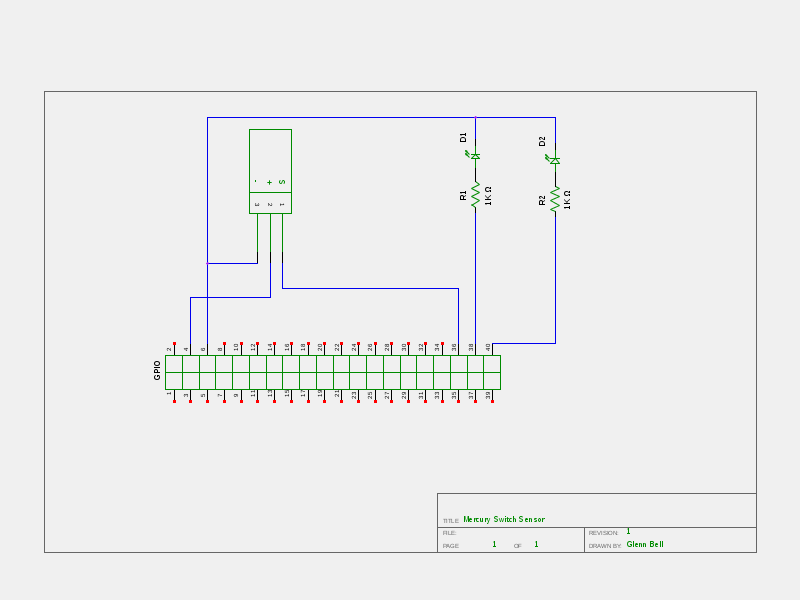 D1
D2
- + S
3 2 1
R1
1K Ω
R2
1K Ω
2 4 6 8 10 12 14 16 18 20 22 24 26 28 30 32 34 36 38 40
GPIO
1 3 5 7 9 11 13 15 17 19 21 23 25 27 29 31 33 35 37 39
TITLE: Mercury Switch Sensor
FILE: REVISION: 1
PAGE 1 OF 1 DRAWN BY: Glenn Bell